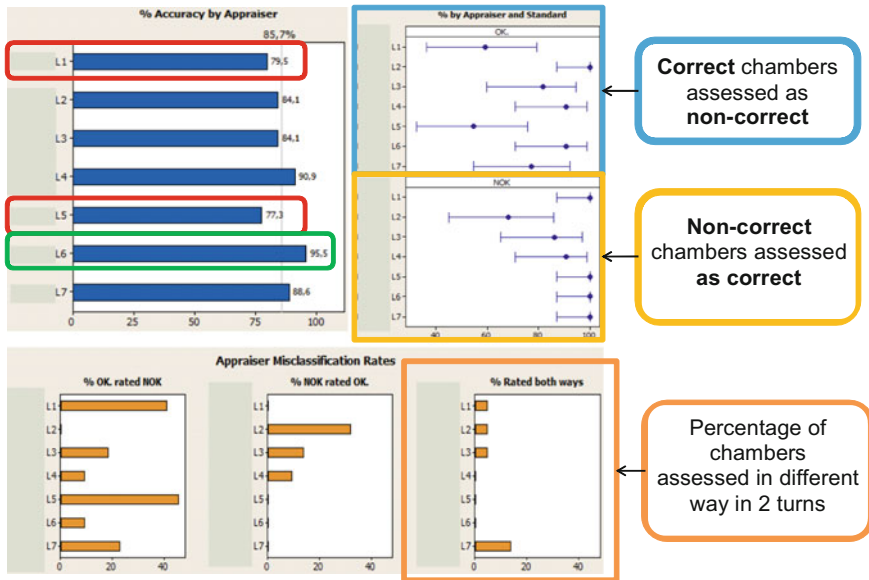 % Accuracy by Appraiser
85,7%
L1
79,5
L2
84,1
L3
84,1
L4
90,9
L5
77,3
L6
95,5
L7
88,6
0
25
50
75
100
% by Appraiser and Standard
OK.
L1
L2
L3
L4
L5
L6
L7
NOK
L1
L2
L3
L4
L5
L6
L7
40
60
80
100
Correct chambers
assessed as
non-correct
Non-correct
chambers assessed
as correct
Appraiser Misclassification Rates
% OK. rated NOK
L1
L2
L3
L4
L5
L6
L7
0
20
40
% NOK rated OK.
L1
L2
L3
L4
L5
L6
L7
0
20
40
% Rated both ways
L1
L2
L3
L4
L5
L6
L7
0
20
40
Percentage of
chambers
assessed in different
way in 2 turns